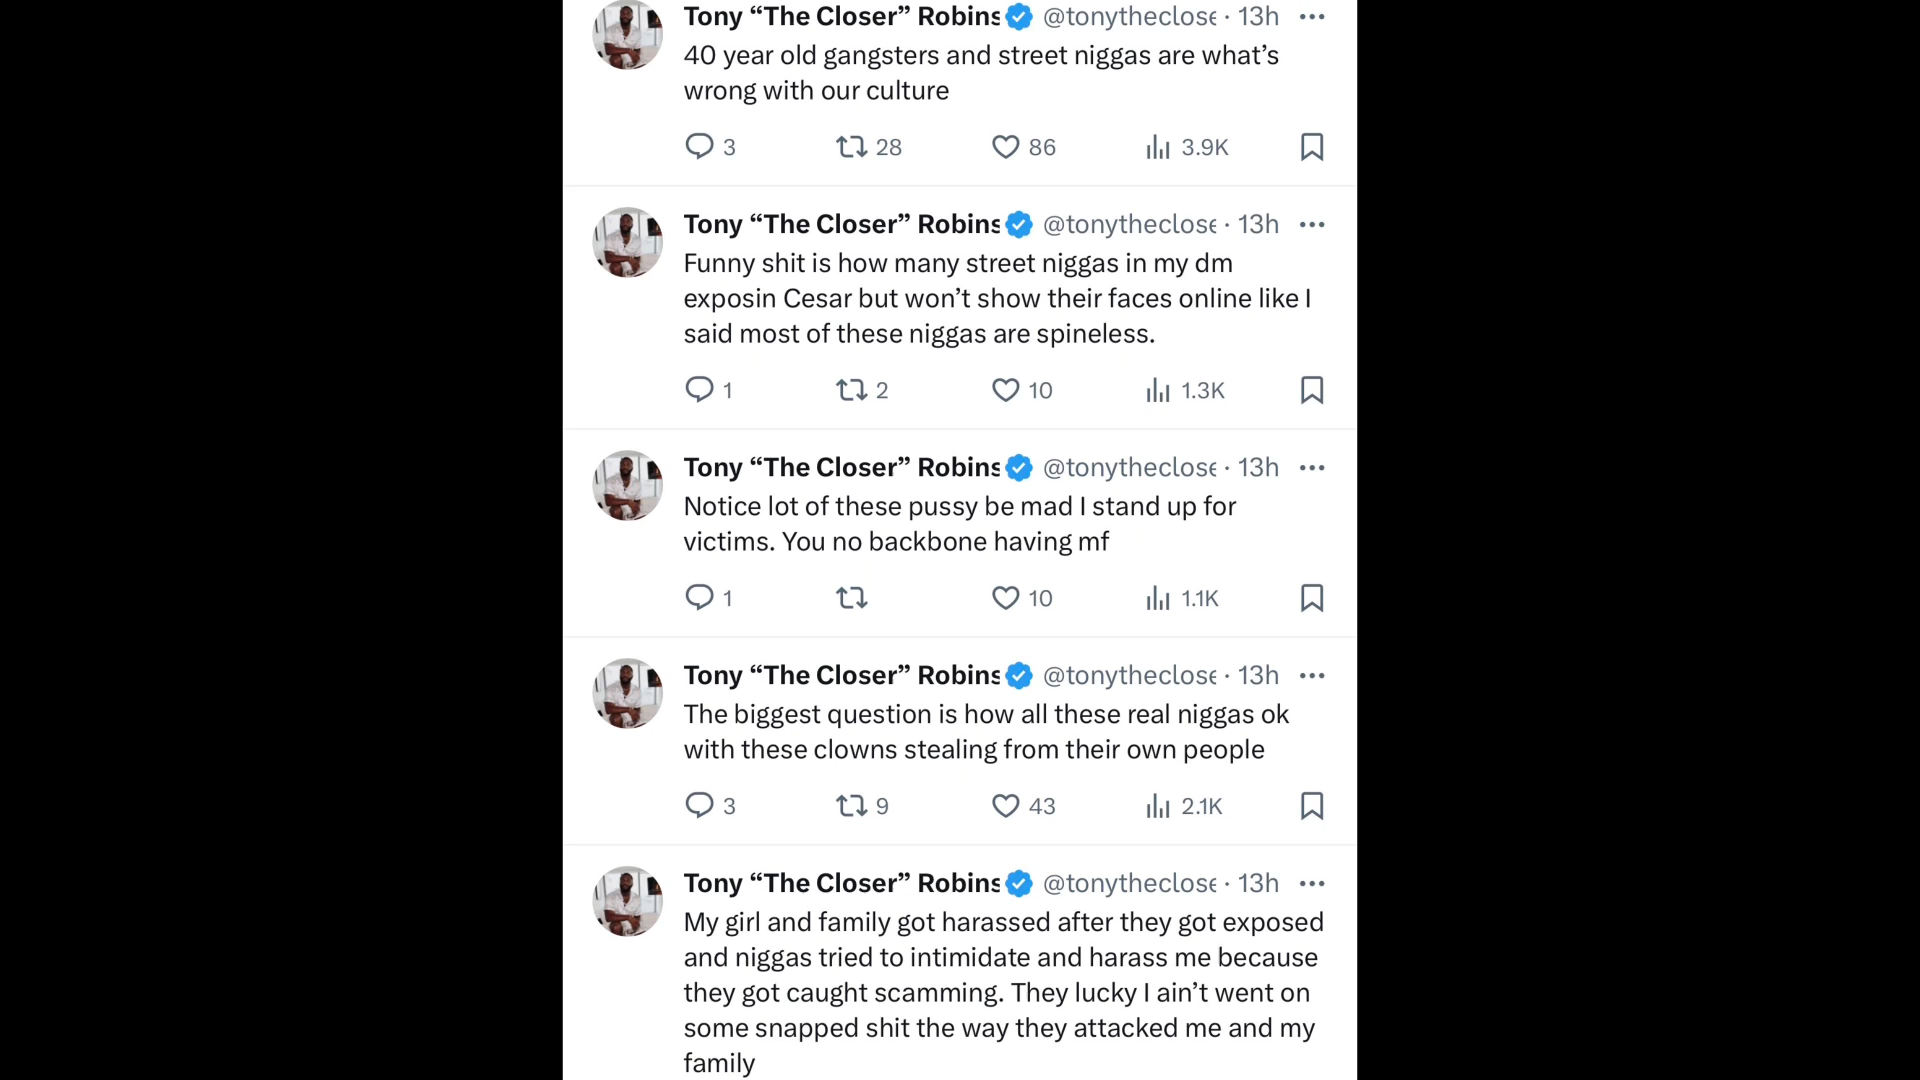 Tony “The Closer” Robins @tonytheclose · 13h
40 year old gangsters and street niggas are what’s
wrong with our culture
3 28 86 3.9K
Tony “The Closer” Robins @tonytheclose · 13h
Funny shit is how many street niggas in my dm
exposin Cesar but won’t show their faces online like I
said most of these niggas are spineless.
1 2 10 1.3K
Tony “The Closer” Robins @tonytheclose · 13h
Notice lot of these pussy be mad I stand up for
victims. You no backbone having mf
1 10 1.1K
Tony “The Closer” Robins @tonytheclose · 13h
The biggest question is how all these real niggas ok
with these clowns stealing from their own people
3 9 43 2.1K
Tony “The Closer” Robins @tonytheclose · 13h
My girl and family got harassed after they got exposed
and niggas tried to intimidate and harass me because
they got caught scamming. They lucky I ain’t went on
some snapped shit the way they attacked me and my
family